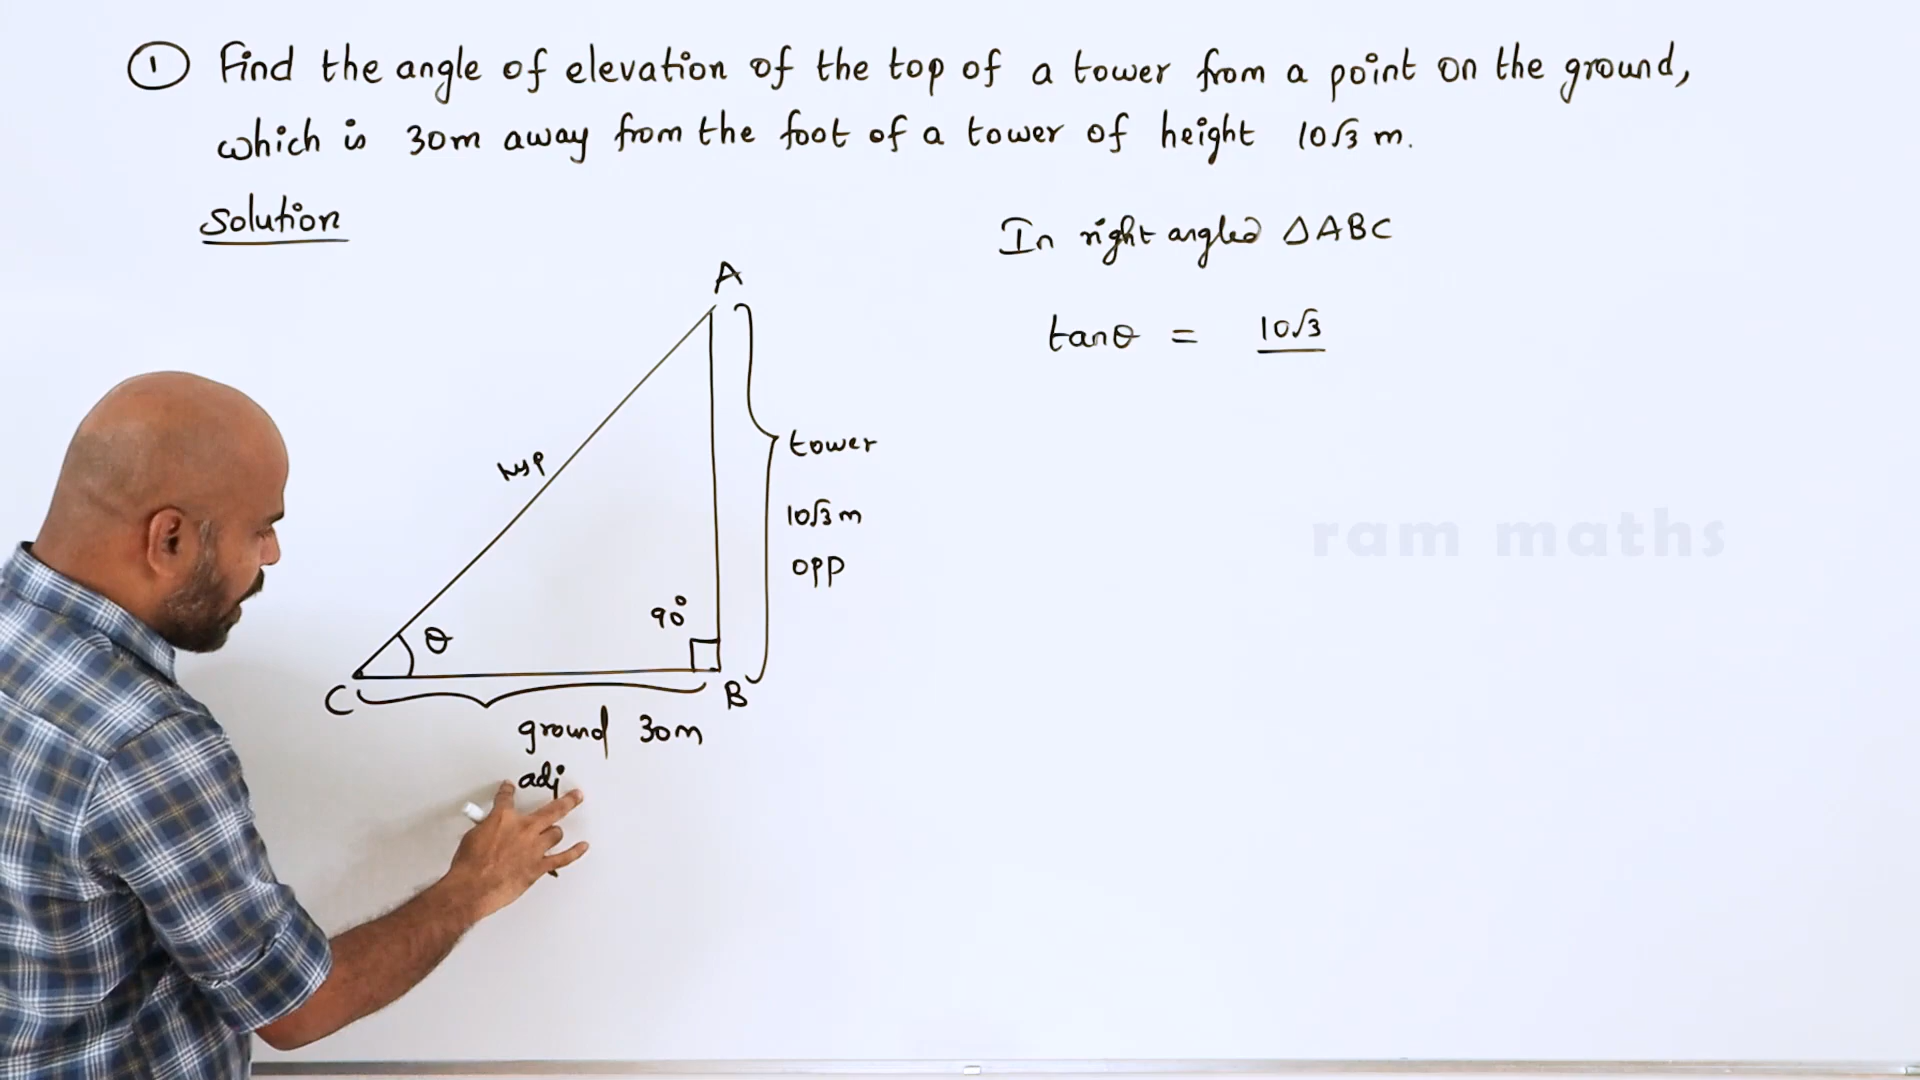 ① Find the angle of elevation of the top of a tower from a point on the ground,
which is 30m away from the foot of a tower of height 10√3 m.
Solution
In right angled △ABC
tanθ = 10√3
A
hyp
tower
10√3 m
opp
90°
θ
C
B
ground 30m
adj
ram maths